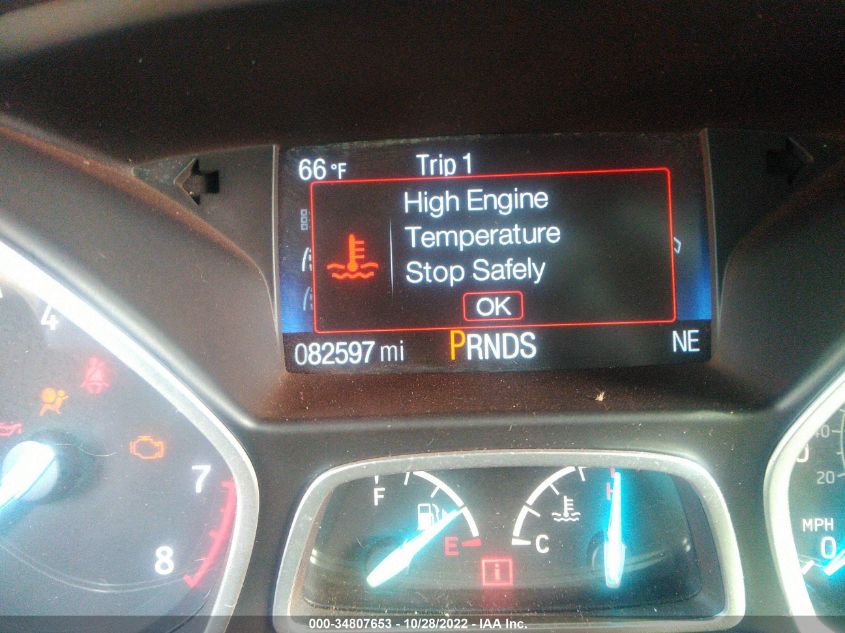 66 °F Trip 1
High Engine
Temperature
Stop Safely
OK
082597 mi PRNDS NE
4
7
8
F
E
C
H
i
40
20
MPH
0
000-34807653 - 10/28/2022 - IAA Inc.